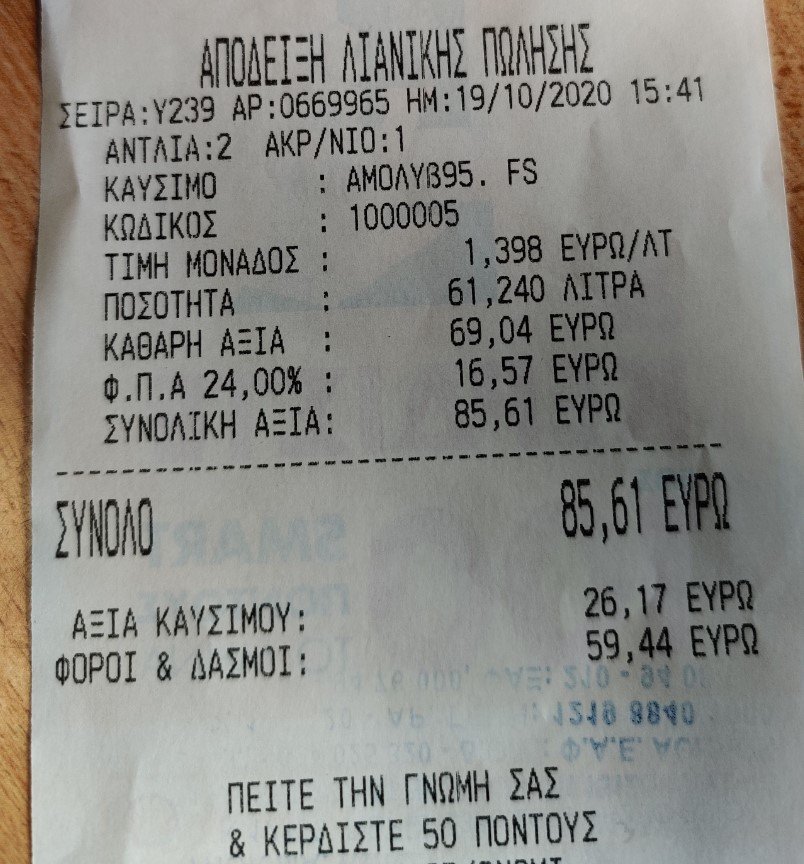 ΑΠΟΔΕΙΞΗ ΛΙΑΝΙΚΗΣ ΠΩΛΗΣΗΣ
ΣΕΙΡΑ:Υ239 ΑΡ:0669965 ΗΜ:19/10/2020 15:41
ΑΝΤΛΙΑ:2 ΑΚΡ/ΝΙΟ:1
ΚΑΥΣΙΜΟ : ΑΜΟΛΥΒ95. FS
ΚΩΔΙΚΟΣ : 1000005
ΤΙΜΗ ΜΟΝΑΔΟΣ : 1,398 ΕΥΡΩ/ΛΤ
ΠΟΣΟΤΗΤΑ : 61,240 ΛΙΤΡΑ
ΚΑΘΑΡΗ ΑΞΙΑ : 69,04 ΕΥΡΩ
Φ.Π.Α 24,00% : 16,57 ΕΥΡΩ
ΣΥΝΟΛΙΚΗ ΑΞΙΑ: 85,61 ΕΥΡΩ
ΣΥΝΟΛΟ 85,61 ΕΥΡΩ
ΑΞΙΑ ΚΑΥΣΙΜΟΥ: 26,17 ΕΥΡΩ
ΦΟΡΟΙ & ΔΑΣΜΟΙ: 59,44 ΕΥΡΩ
ΠΕΙΤΕ ΤΗΝ ΓΝΩΜΗ ΣΑΣ
& ΚΕΡΔΙΣΤΕ 50 ΠΟΝΤΟΥΣ